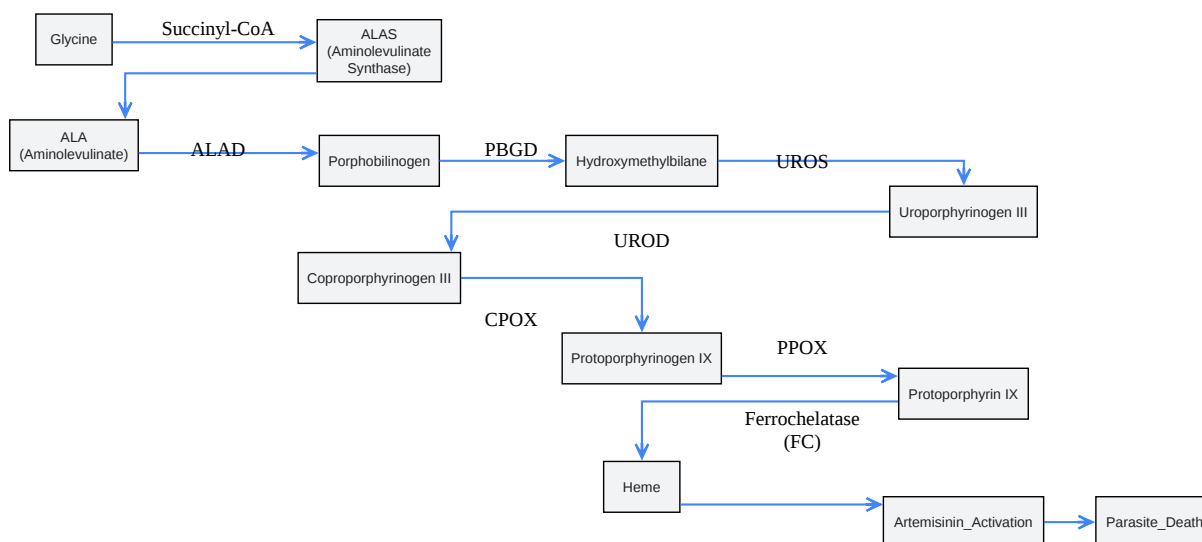 Glycine
Succinyl-CoA
ALAS
(Aminolevulinate
Synthase)
ALA
(Aminolevulinate)
ALAD
Porphobilinogen
PBGD
Hydroxymethylbilane
UROS
Uroporphyrinogen III
UROD
Coproporphyrinogen III
CPOX
Protoporphyrinogen IX
PPOX
Protoporphyrin IX
Ferrochelatase
(FC)
Heme
Artemisinin_Activation
Parasite_Death